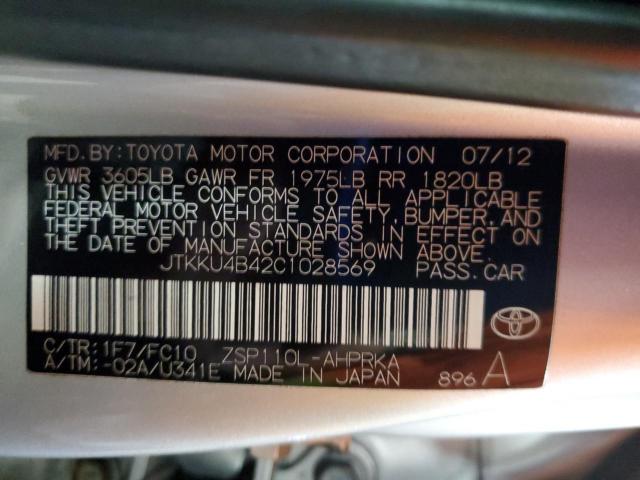 MFD.BY: TOYOTA MOTOR CORPORATION 07/12
GVWR 3605LB GAWR FR 1975LB RR 1820LB
THIS VEHICLE CONFORMS TO ALL APPLICABLE
FEDERAL MOTOR VEHICLE SAFETY, BUMPER, AND
THEFT PREVENTION STANDARDS IN EFFECT ON
THE DATE OF MANUFACTURE SHOWN ABOVE.
JTKKU4B42C1028569 PASS.CAR
C/TR: 1F7/FC10 ZSP110L-AHPRKA
A/TM: -02A/U341E MADE IN JAPAN 896 A